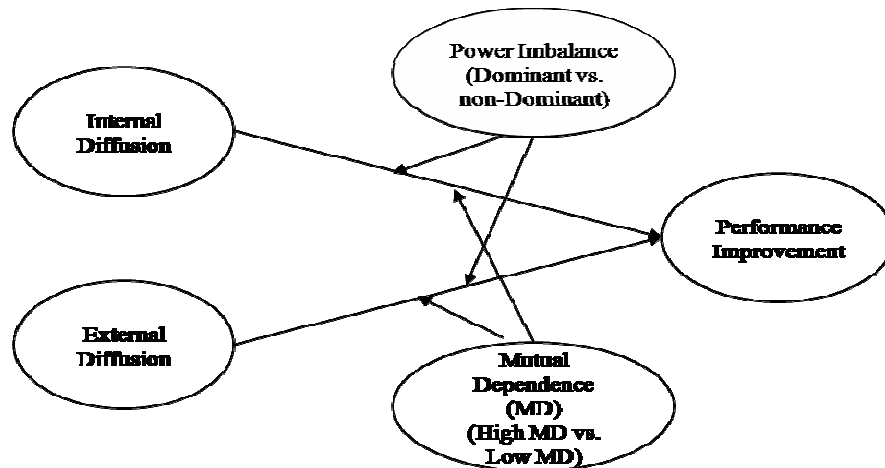 Power Imbalance
(Dominant vs.
non-Dominant)
Internal
Diffusion
Performance
Improvement
External
Diffusion
Mutual
Dependence
(MD)
(High MD vs.
Low MD)